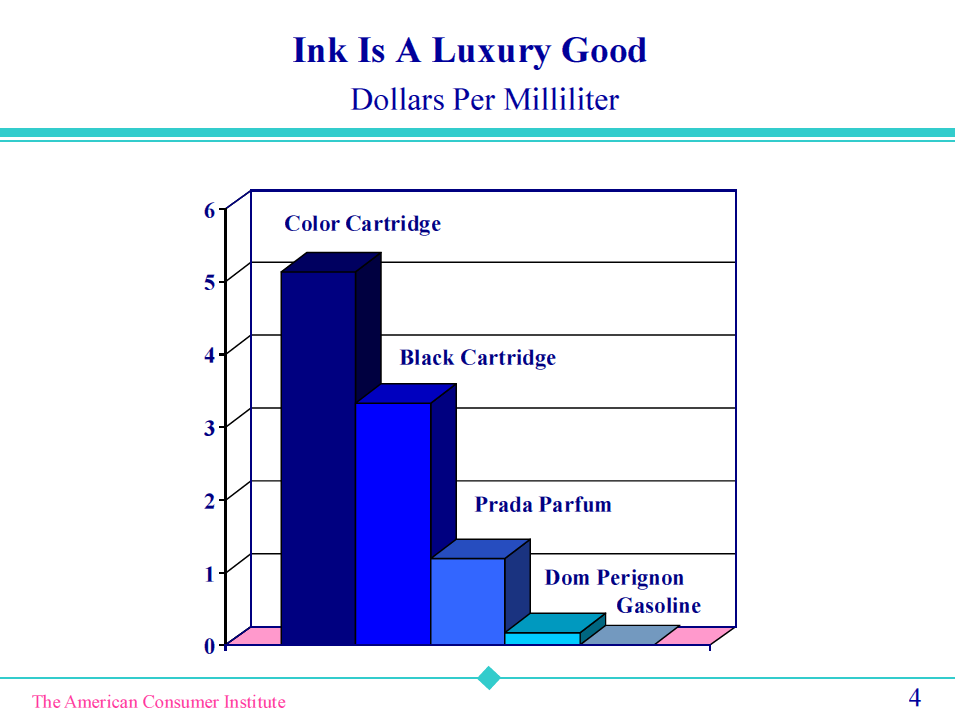 Ink Is A Luxury Good
Dollars Per Milliliter
6
Color Cartridge
5
4
Black Cartridge
3
2
Prada Parfum
1
Dom Perignon
Gasoline
0
The American Consumer Institute
4